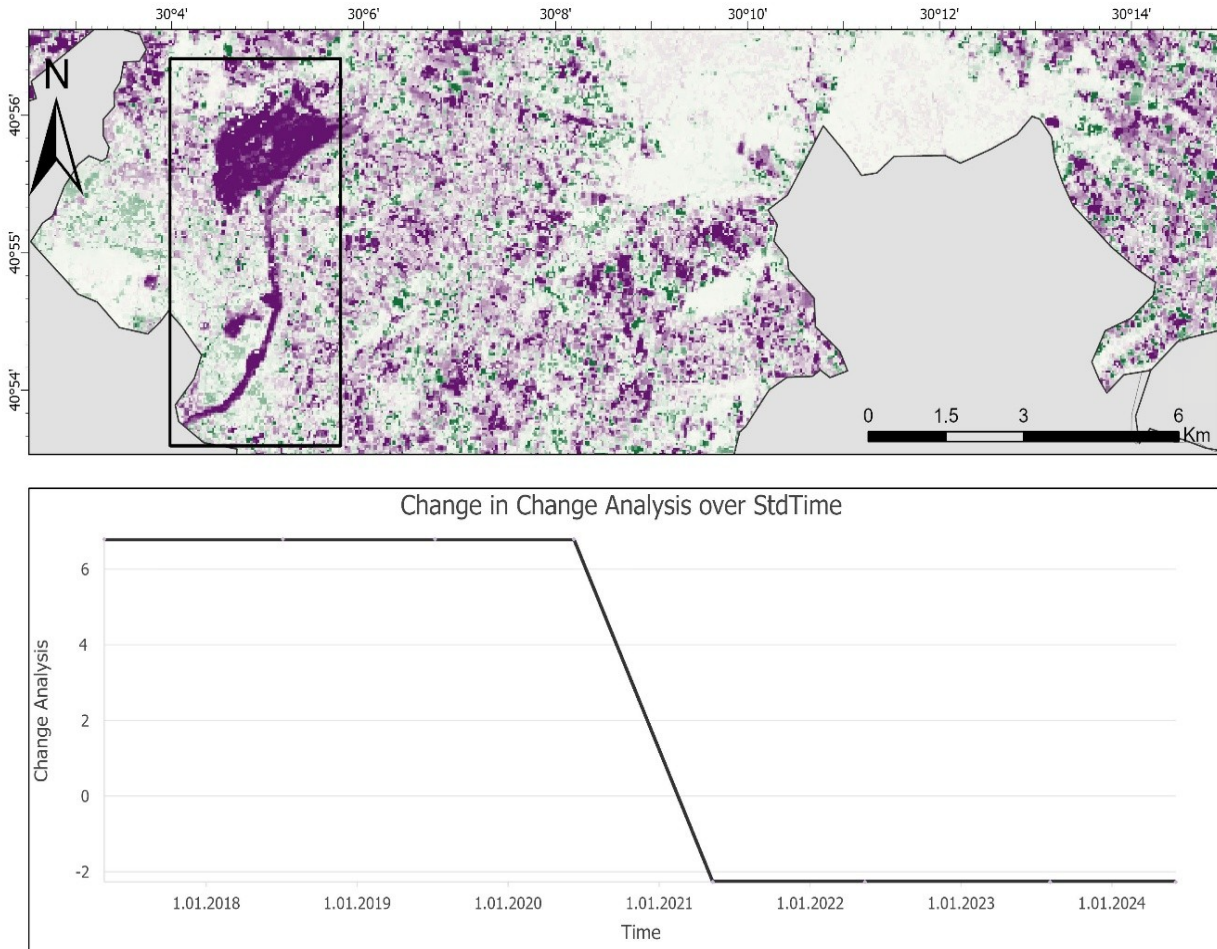 30°4' 30°6' 30°8' 30°10' 30°12' 30°14'
N
40°56'
40°55'
40°54'
0 1.5 3 6
Km
Change in Change Analysis over StdTime
6
4
2
0
-2
Change Analysis
1.01.2018 1.01.2019 1.01.2020 1.01.2021 1.01.2022 1.01.2023 1.01.2024
Time